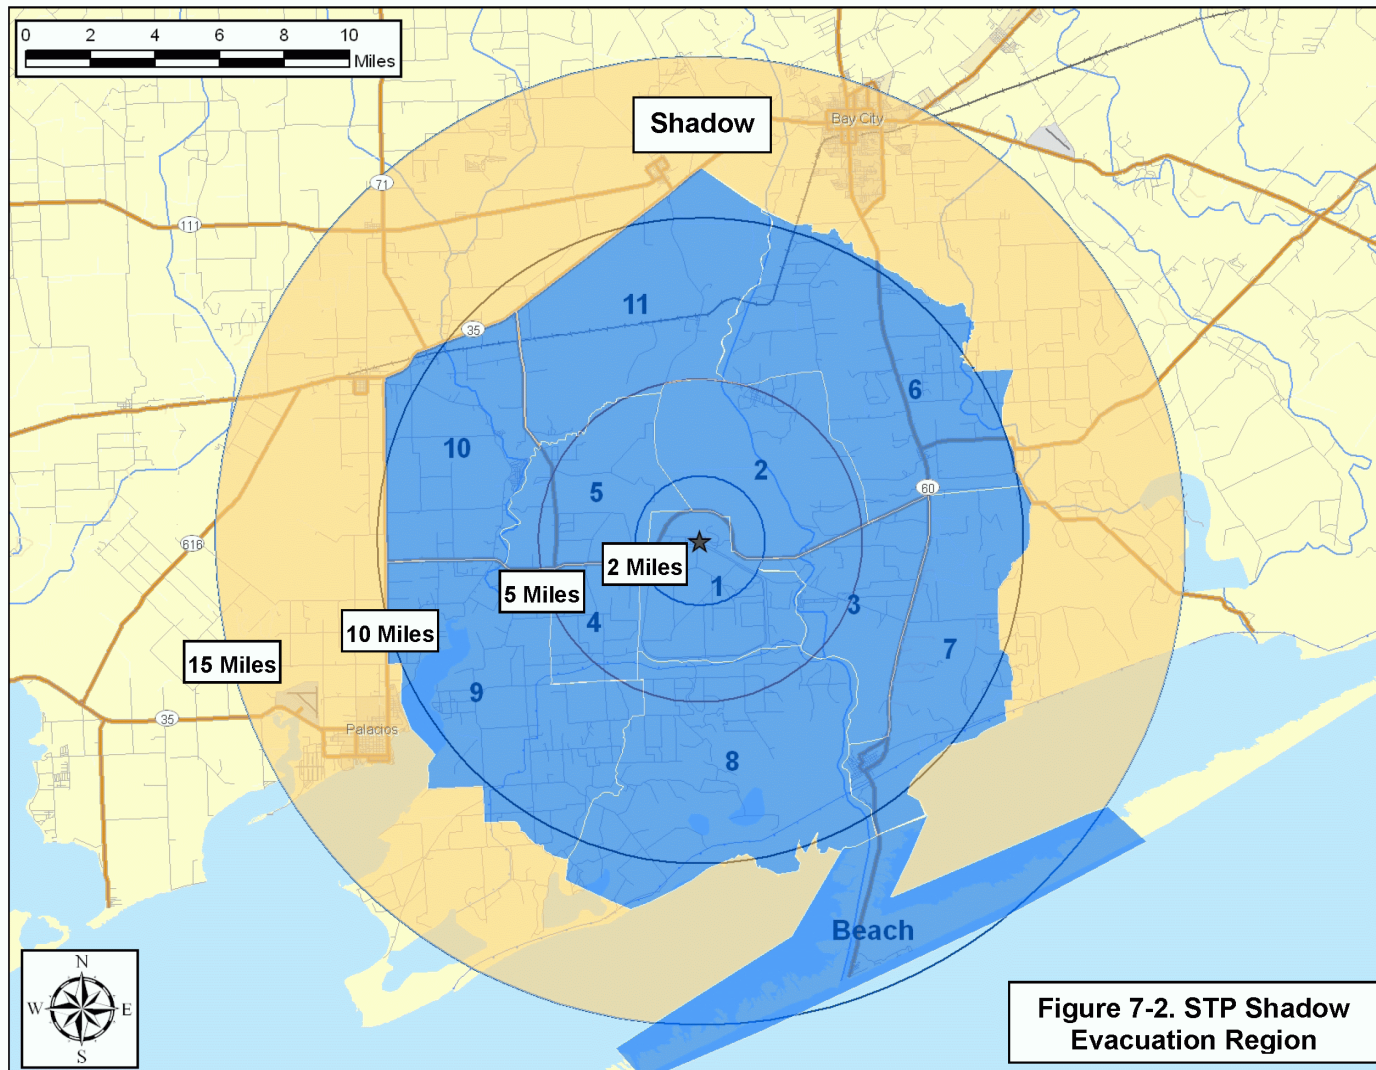 0 2 4 6 8 10
Miles
Shadow
Bay City
71
111
11
35
6
10
2
5
60
616
2 Miles
1
5 Miles
3
4
10 Miles
7
15 Miles
9
35
Palacios
8
Beach
N
W E
S
Figure 7-2. STP Shadow
Evacuation Region